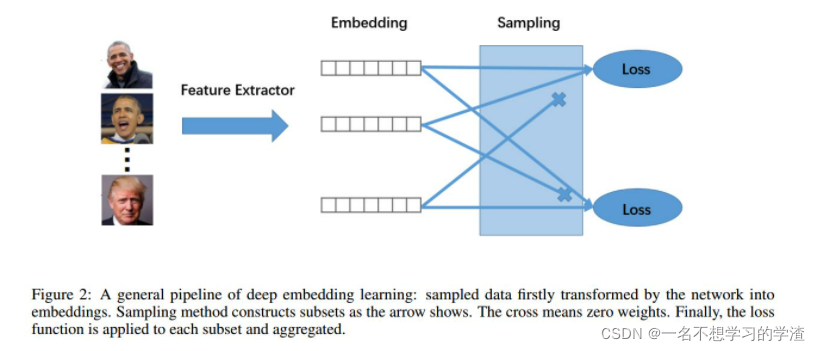 Embedding
Sampling
Feature Extractor
Loss
Loss
Figure 2: A general pipeline of deep embedding learning: sampled data firstly transformed by the network into
embeddings. Sampling method constructs subsets as the arrow shows. The cross means zero weights. Finally, the loss
function is applied to each subset and aggregated.
CSDN @一名不想学习的学渣